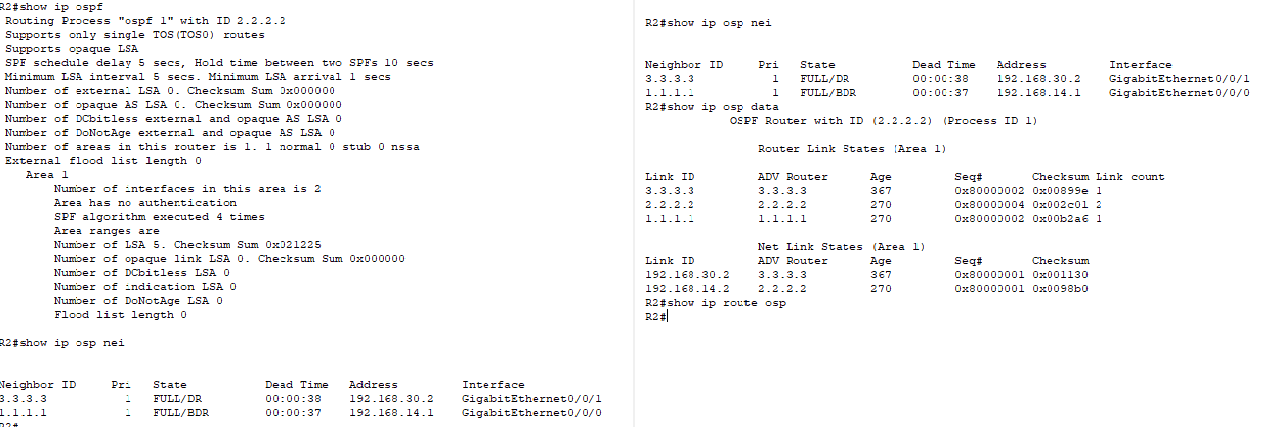 R2#show ip ospf
Routing Process "ospf 1" with ID 2.2.2.2
Supports only single TOS(TOS0) routes
Supports opaque LSA
SPF schedule delay 5 secs, Hold time between two SPFs 10 secs
Minimum LSA interval 5 secs. Minimum LSA arrival 1 secs
Number of external LSA 0. Checksum Sum 0x000000
Number of opaque AS LSA 0. Checksum Sum 0x000000
Number of DCbitless external and opaque AS LSA 0
Number of DoNotAge external and opaque AS LSA 0
Number of areas in this router is 1. 1 normal 0 stub 0 nssa
External flood list length 0
Area 1
Number of interfaces in this area is 2
Area has no authentication
SPF algorithm executed 4 times
Area ranges are
Number of LSA 5. Checksum Sum 0x021225
Number of opaque link LSA 0. Checksum Sum 0x000000
Number of DCbitless LSA 0
Number of indication LSA 0
Number of DoNotAge LSA 0
Flood list length 0
R2#show ip osp nei
Neighbor ID Pri State Dead Time Address Interface
3.3.3.3 1 FULL/DR 00:00:38 192.168.30.2 GigabitEthernet0/0/1
1.1.1.1 1 FULL/BDR 00:00:37 192.168.14.1 GigabitEthernet0/0/0
R2#
R2#show ip osp nei
Neighbor ID Pri State Dead Time Address Interface
3.3.3.3 1 FULL/DR 00:00:38 192.168.30.2 GigabitEthernet0/0/1
1.1.1.1 1 FULL/BDR 00:00:37 192.168.14.1 GigabitEthernet0/0/0
R2#show ip osp data
OSPF Router with ID (2.2.2.2) (Process ID 1)
Router Link States (Area 1)
Link ID ADV Router Age Seq# Checksum Link count
3.3.3.3 3.3.3.3 367 0x80000002 0x00899e 1
2.2.2.2 2.2.2.2 270 0x80000004 0x002c01 2
1.1.1.1 1.1.1.1 270 0x80000002 0x00b2a6 1
Net Link States (Area 1)
Link ID ADV Router Age Seq# Checksum
192.168.30.2 3.3.3.3 367 0x80000001 0x001130
192.168.14.2 2.2.2.2 270 0x80000001 0x0098b0
R2#show ip route osp
R2#